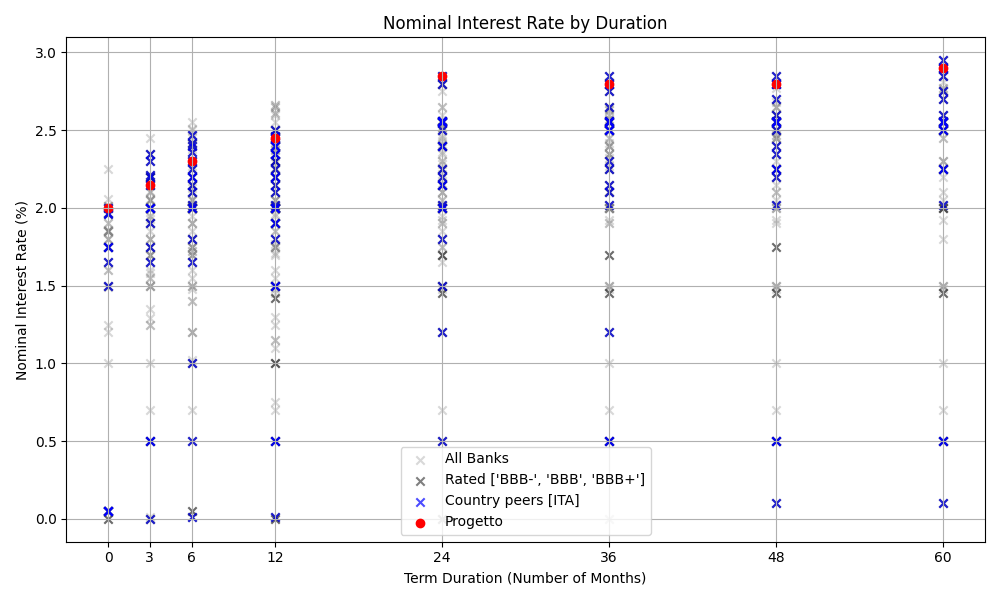 Nominal Interest Rate by Duration
Nominal Interest Rate (%)
3.0
2.5
2.0
1.5
1.0
0.5
0.0
All Banks
Rated ['BBB-', 'BBB', 'BBB+']
Country peers [ITA]
Progetto
0 3 6 12 24 36 48 60
Term Duration (Number of Months)